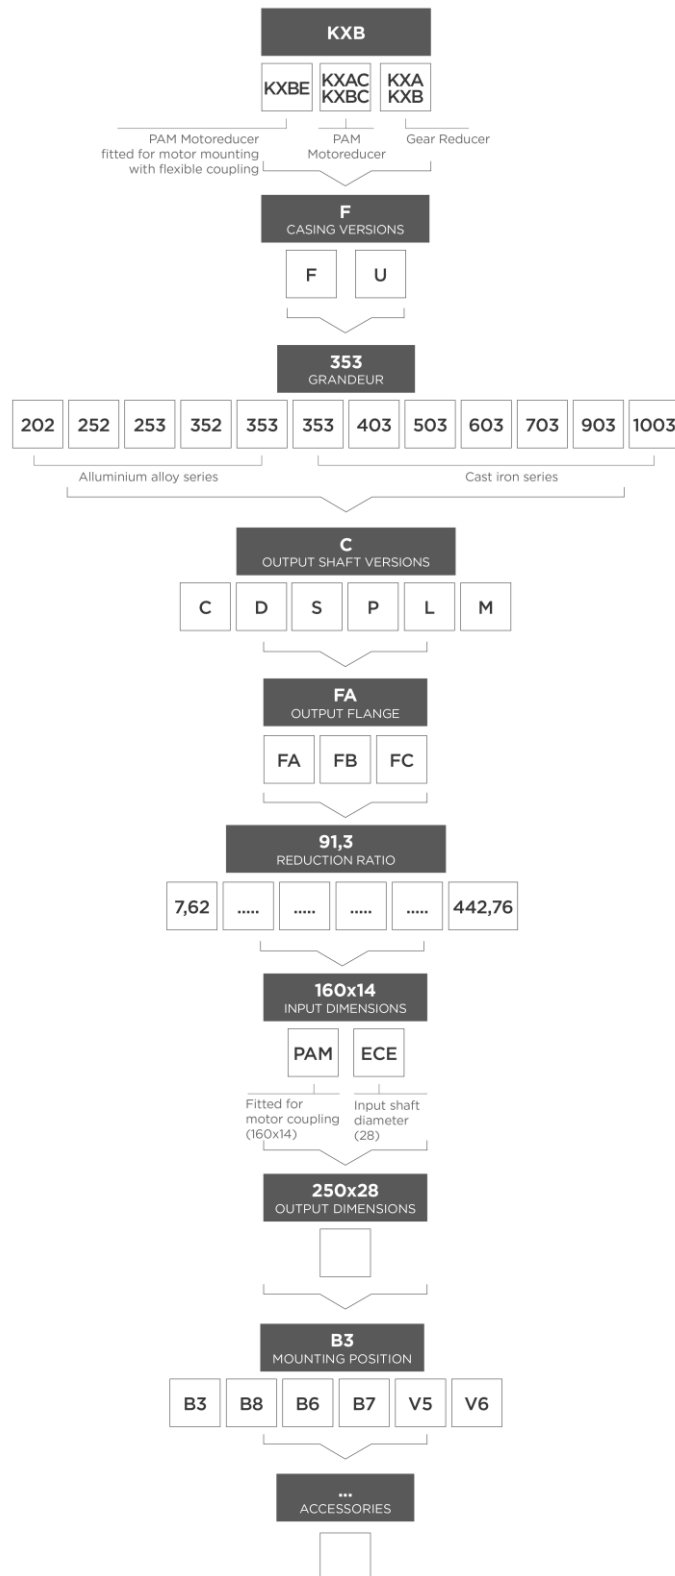 KXB
KXBE
KXAC
KXBC
KXA
KXB
PAM Motoreducer
fitted for motor mounting
with flexible coupling
PAM
Motoreducer
Gear Reducer
F
CASING VERSIONS
F U
353
GRANDEUR
202 252 253 352 353 353 403 503 603 703 903 1003
Alluminium alloy series
Cast iron series
C
OUTPUT SHAFT VERSIONS
C D S P L M
FA
OUTPUT FLANGE
FA FB FC
91,3
REDUCTION RATIO
7,62 ..... ..... ..... ..... 442,76
160x14
INPUT DIMENSIONS
PAM ECE
Fitted for
motor coupling
(160x14)
Input shaft
diameter
(28)
250x28
OUTPUT DIMENSIONS
B3
MOUNTING POSITION
B3 B8 B6 B7 V5 V6
...
ACCESSORIES